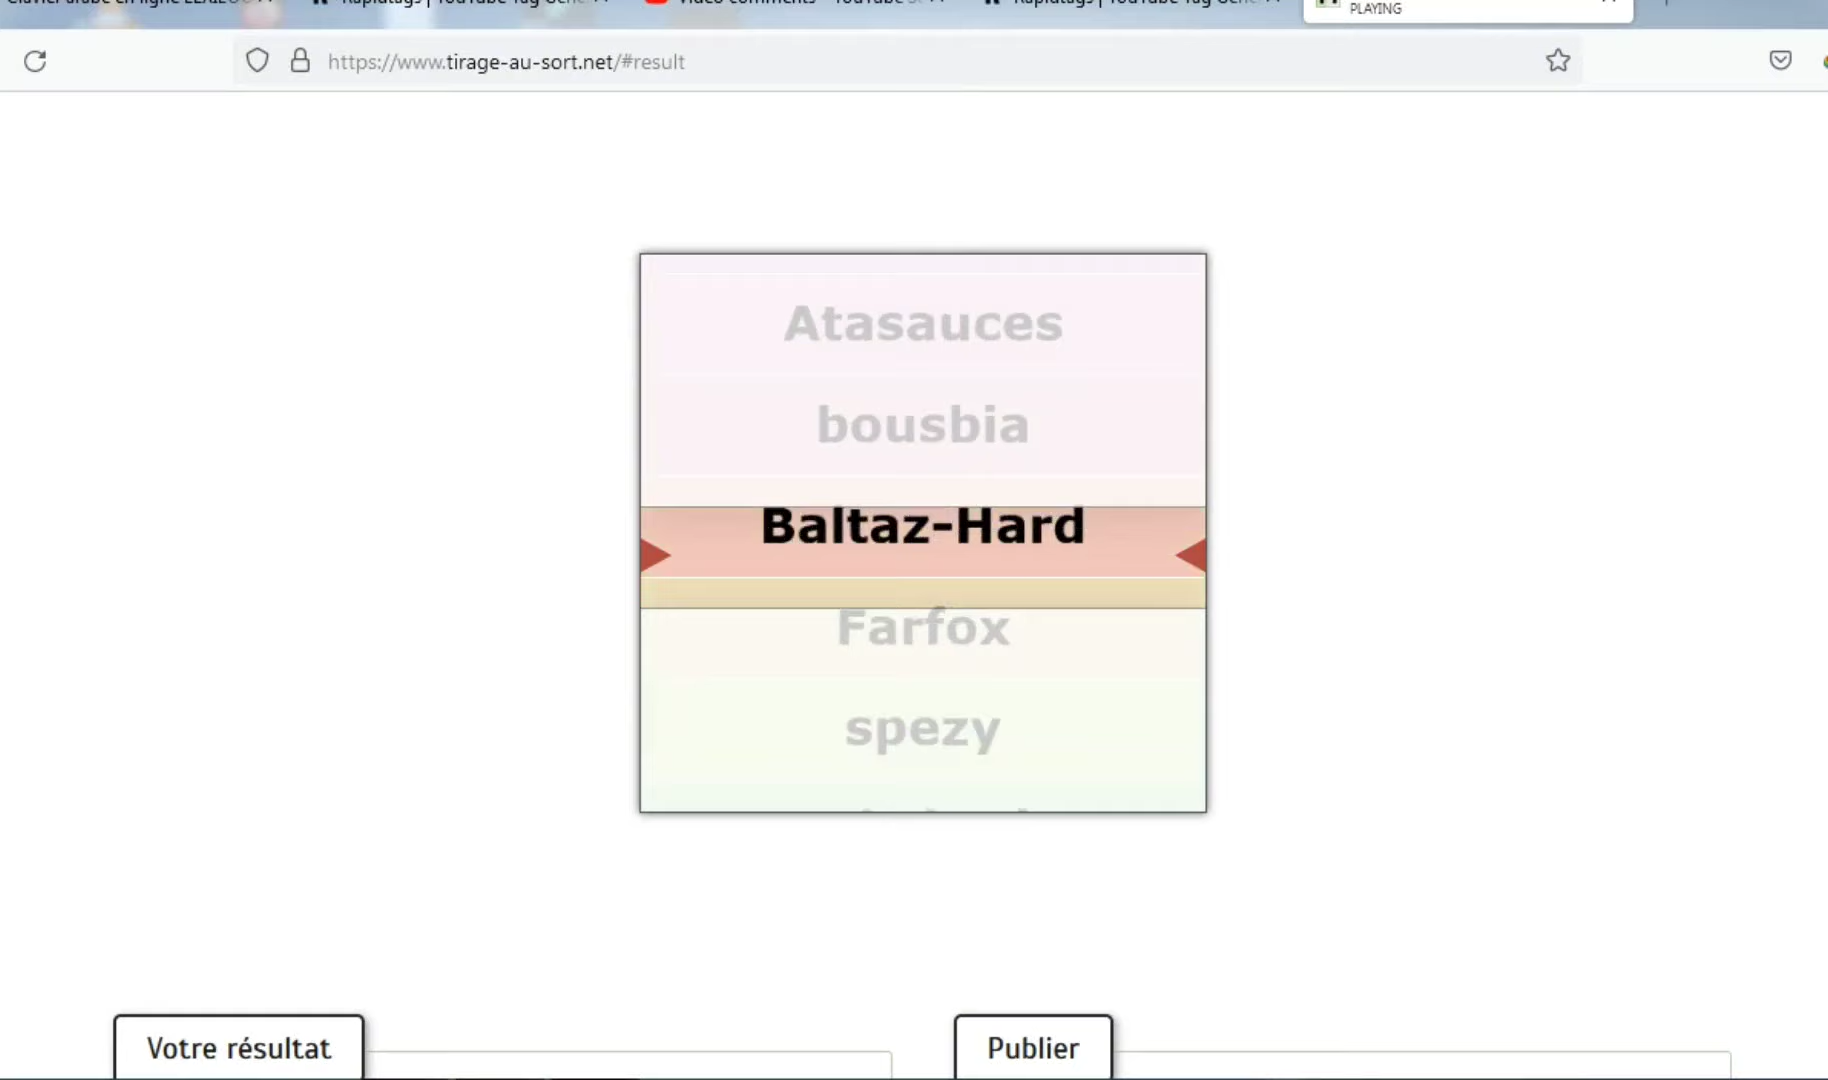 PLAYING
https://www.tirage-au-sort.net/#result
Atasauces
bousbia
Baltaz-Hard
Farfox
spezy
Votre résultat
Publier